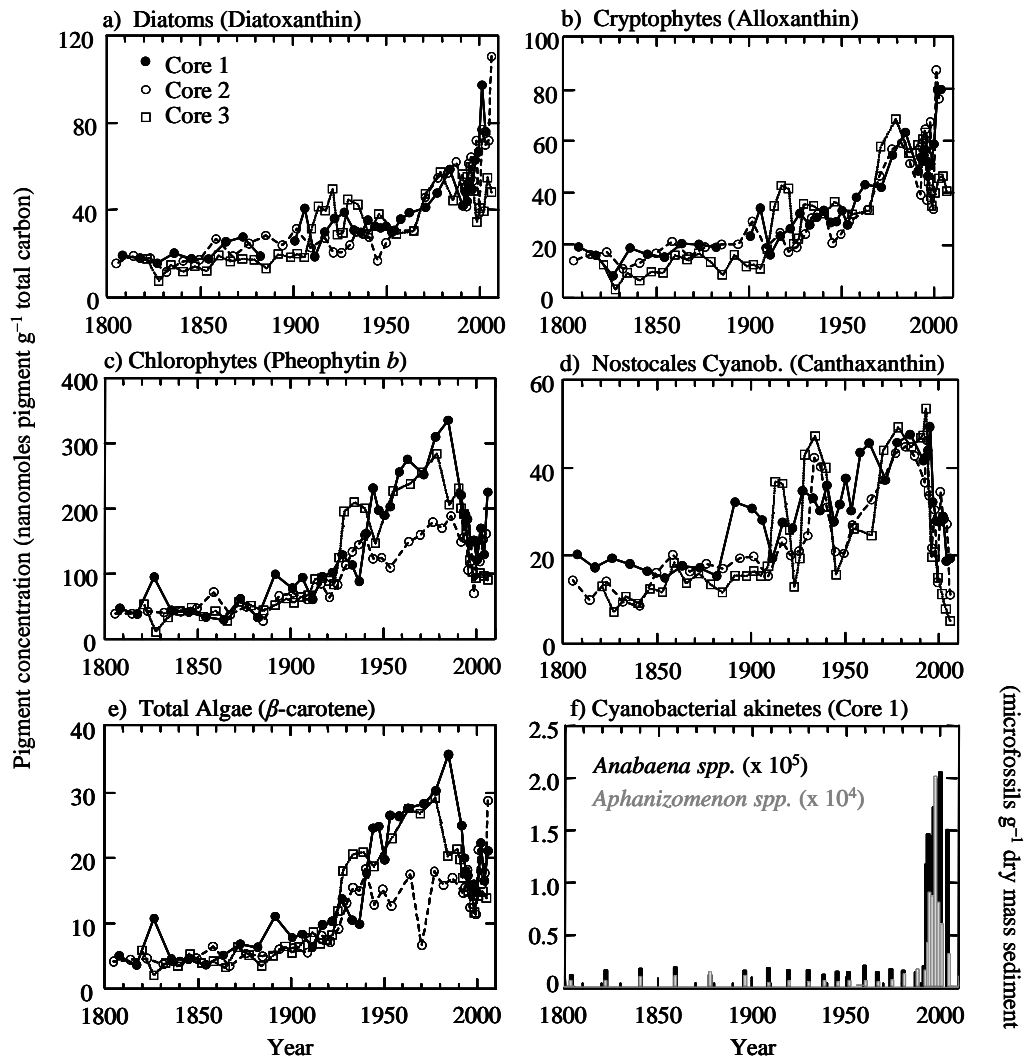 a) Diatoms (Diatoxanthin)
120
80
40
0
Core 1
Core 2
Core 3
1800 1850 1900 1950 2000
b) Cryptophytes (Alloxanthin)
100
80
60
40
20
0
1800 1850 1900 1950 2000
c) Chlorophytes (Pheophytin b)
400
300
200
100
0
1800 1850 1900 1950 2000
d) Nostocales Cyanob. (Canthaxanthin)
60
40
20
0
1800 1850 1900 1950 2000
e) Total Algae (β-carotene)
40
30
20
10
0
1800 1850 1900 1950 2000
Year
f) Cyanobacterial akinetes (Core 1)
2.5
2.0
1.5
1.0
0.5
0
Anabaena spp. (x 10⁵)
Aphanizomenon spp. (x 10⁴)
1800 1850 1900 1950 2000
Year
Pigment concentration (nanomoles pigment g⁻¹ total carbon)
(microfossils g⁻¹ dry mass sediment